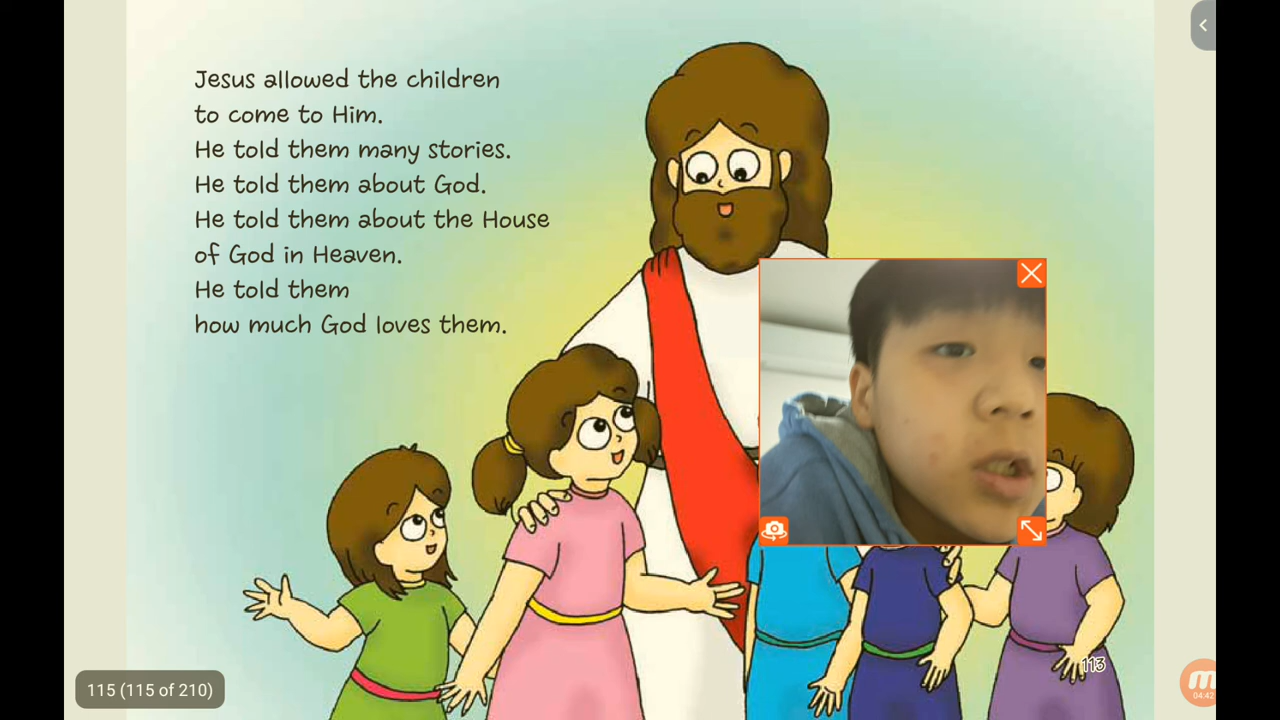 Jesus allowed the children
to come to Him.
He told them many stories.
He told them about God.
He told them about the House
of God in Heaven.
He told them
how much God loves them.
113
115 (115 of 210)
04:42